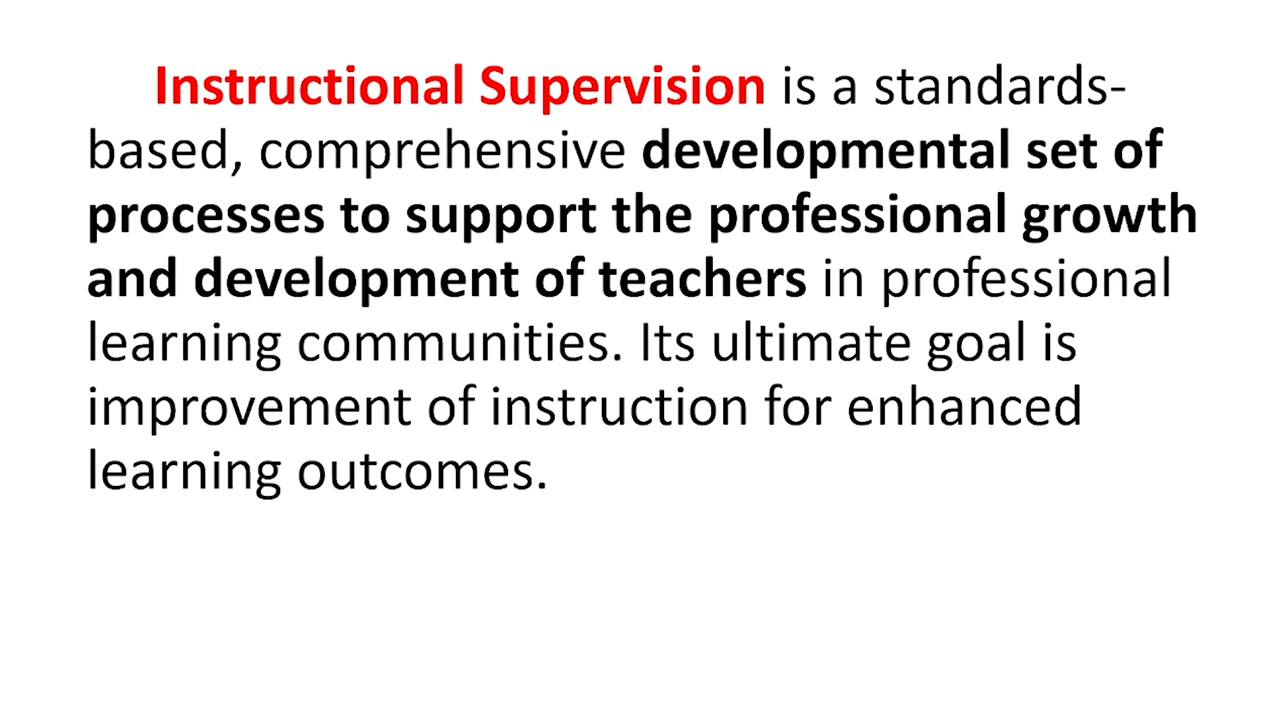 Instructional Supervision is a standards-
based, comprehensive developmental set of
processes to support the professional growth
and development of teachers in professional
learning communities. Its ultimate goal is
improvement of instruction for enhanced
learning outcomes.